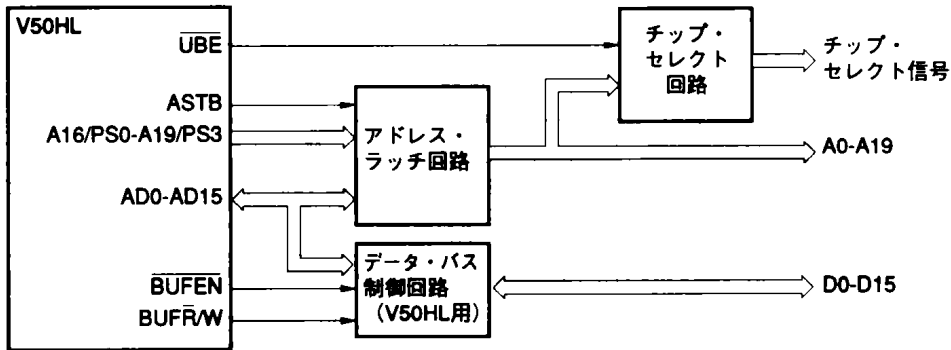 V50HL
UBE
ASTB
A16/PS0-A19/PS3
AD0-AD15
BUFEN
BUFR/W
アドレス・
ラッチ回路
データ・バス
制御回路
(V50HL用)
チップ・
セレクト
回路
チップ・
セレクト信号
A0-A19
D0-D15